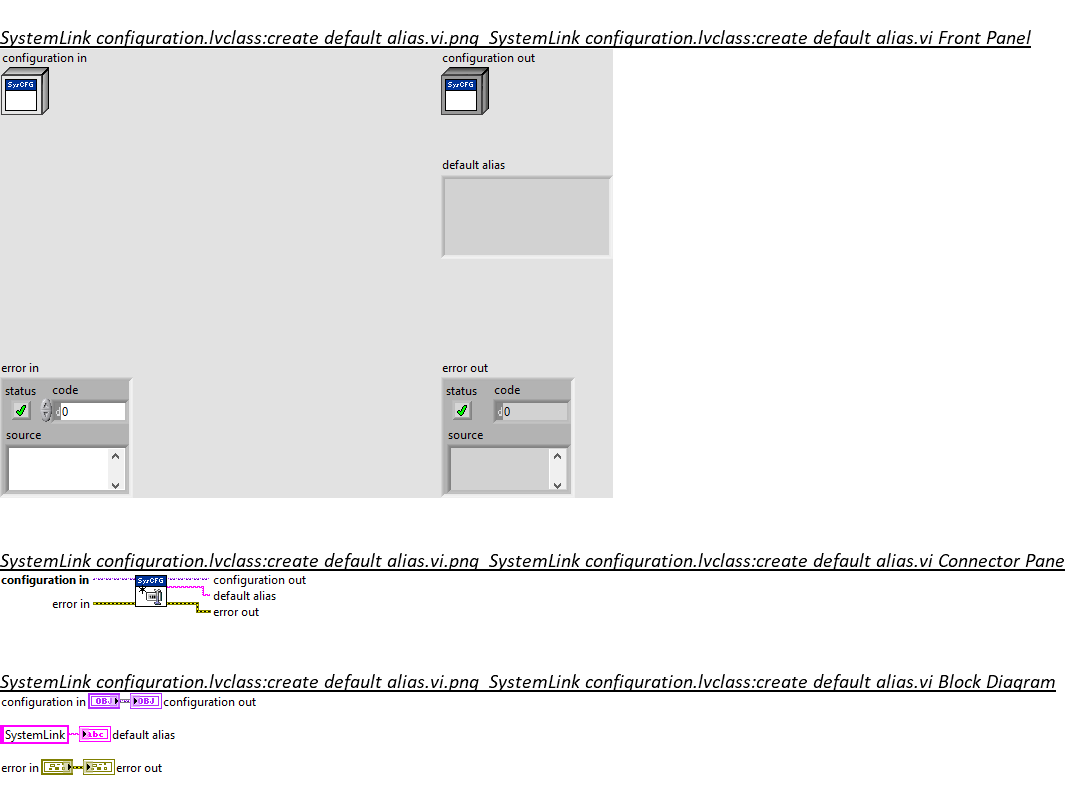 SystemLink configuration.lvclass:create default alias.vi.png SystemLink configuration.lvclass:create default alias.vi Front Panel
configuration in
configuration out
SysCFG
SysCFG
default alias
error in
error out
status code
status code
d0
d0
source
source
SystemLink configuration.lvclass:create default alias.vi.png SystemLink configuration.lvclass:create default alias.vi Connector Pane
configuration in
SysCFG
configuration out
default alias
error in
error out
SystemLink configuration.lvclass:create default alias.vi.png SystemLink configuration.lvclass:create default alias.vi Block Diagram
configuration in OBJ OBJ configuration out
SystemLink abc default alias
error in error out